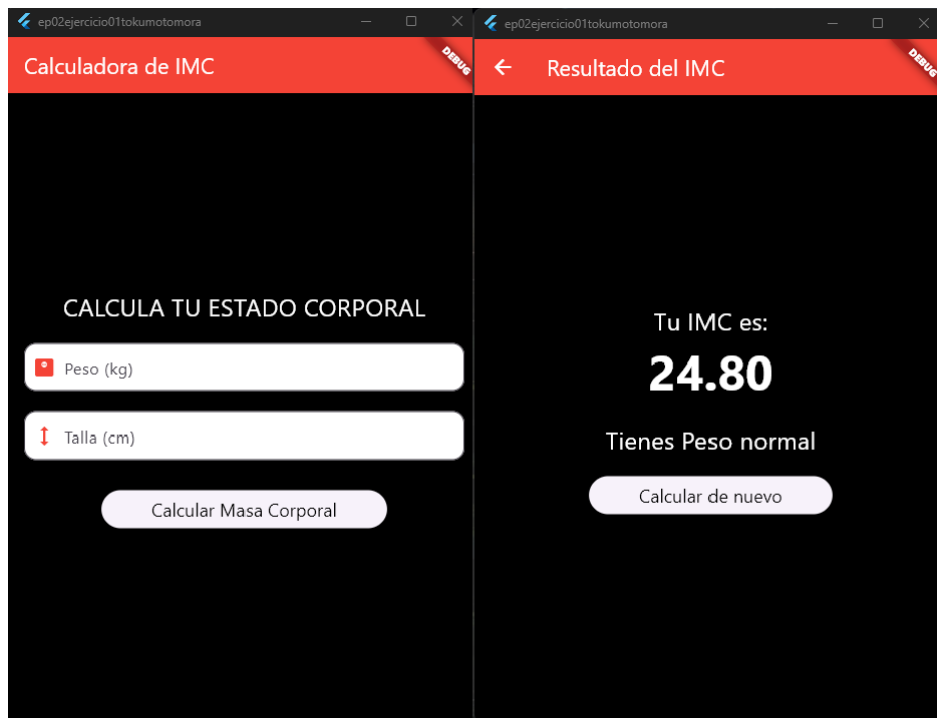 ep02ejercicio01tokumotomora
Calculadora de IMC
DEBUG
CALCULA TU ESTADO CORPORAL
Peso (kg)
Talla (cm)
Calcular Masa Corporal
ep02ejercicio01tokumotomora
Resultado del IMC
DEBUG
Tu IMC es:
24.80
Tienes Peso normal
Calcular de nuevo